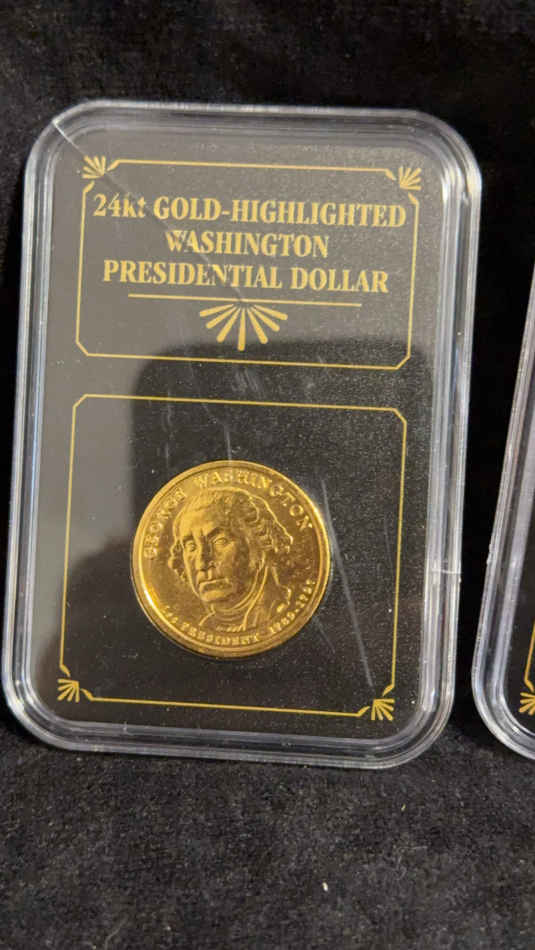 24kt GOLD-HIGHLIGHTED
WASHINGTON
PRESIDENTIAL DOLLAR
GEORGE WASHINGTON
1st PRESIDENT 1789-1797